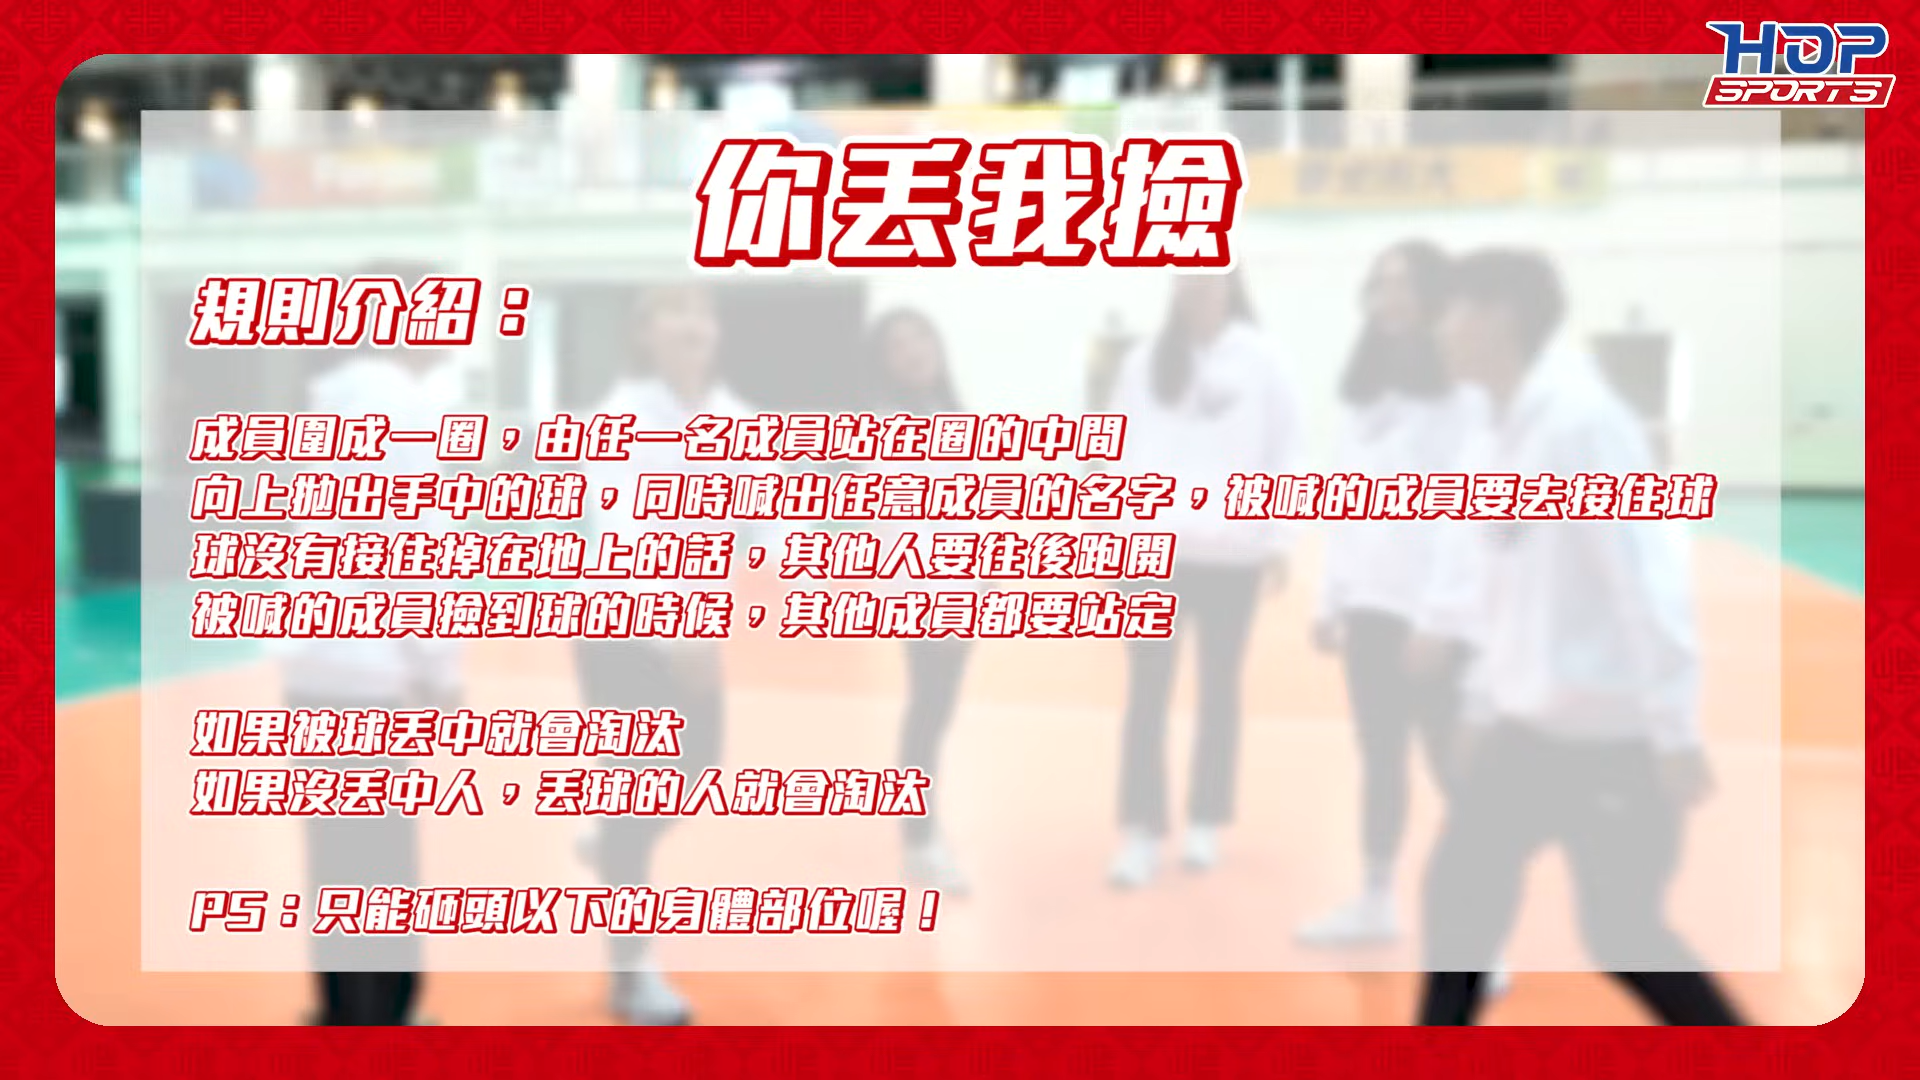 HOP
SPORTS
你丟我撿
規則介紹：
成員圍成一圈，由任一名成員站在圈的中間
向上拋出手中的球，同時喊出任意成員的名字，被喊的成員要去接住球
球沒有接住掉在地上的話，其他人要往後跑開
被喊的成員撿到球的時候，其他成員都要站定
如果被球丟中就會淘汰
如果沒丟中人，丟球的人就會淘汰
PS：只能砸頭以下的身體部位喔！